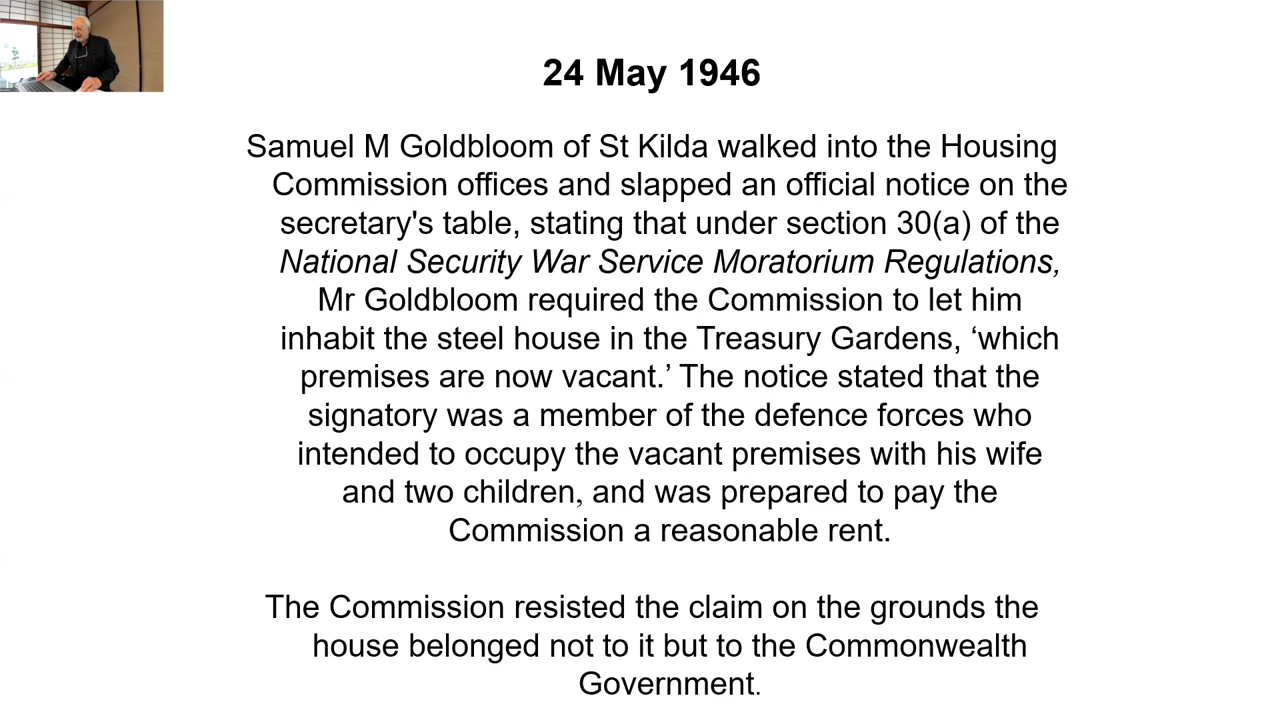 24 May 1946
Samuel M Goldbloom of St Kilda walked into the Housing
Commission offices and slapped an official notice on the
secretary's table, stating that under section 30(a) of the
National Security War Service Moratorium Regulations,
Mr Goldbloom required the Commission to let him
inhabit the steel house in the Treasury Gardens, ‘which
premises are now vacant.’ The notice stated that the
signatory was a member of the defence forces who
intended to occupy the vacant premises with his wife
and two children, and was prepared to pay the
Commission a reasonable rent.
The Commission resisted the claim on the grounds the
house belonged not to it but to the Commonwealth
Government.